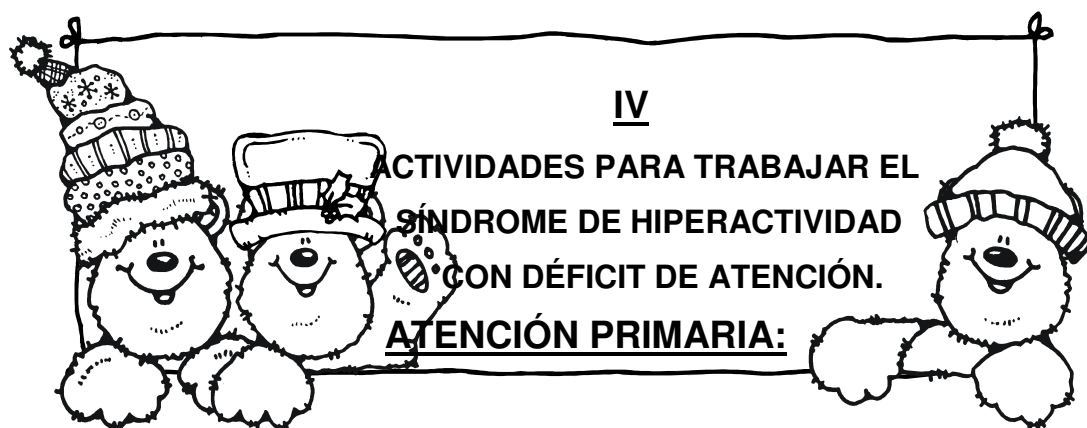 IV
ACTIVIDADES PARA TRABAJAR EL
SÍNDROME DE HIPERACTIVIDAD
CON DÉFICIT DE ATENCIÓN.
ATENCIÓN PRIMARIA: